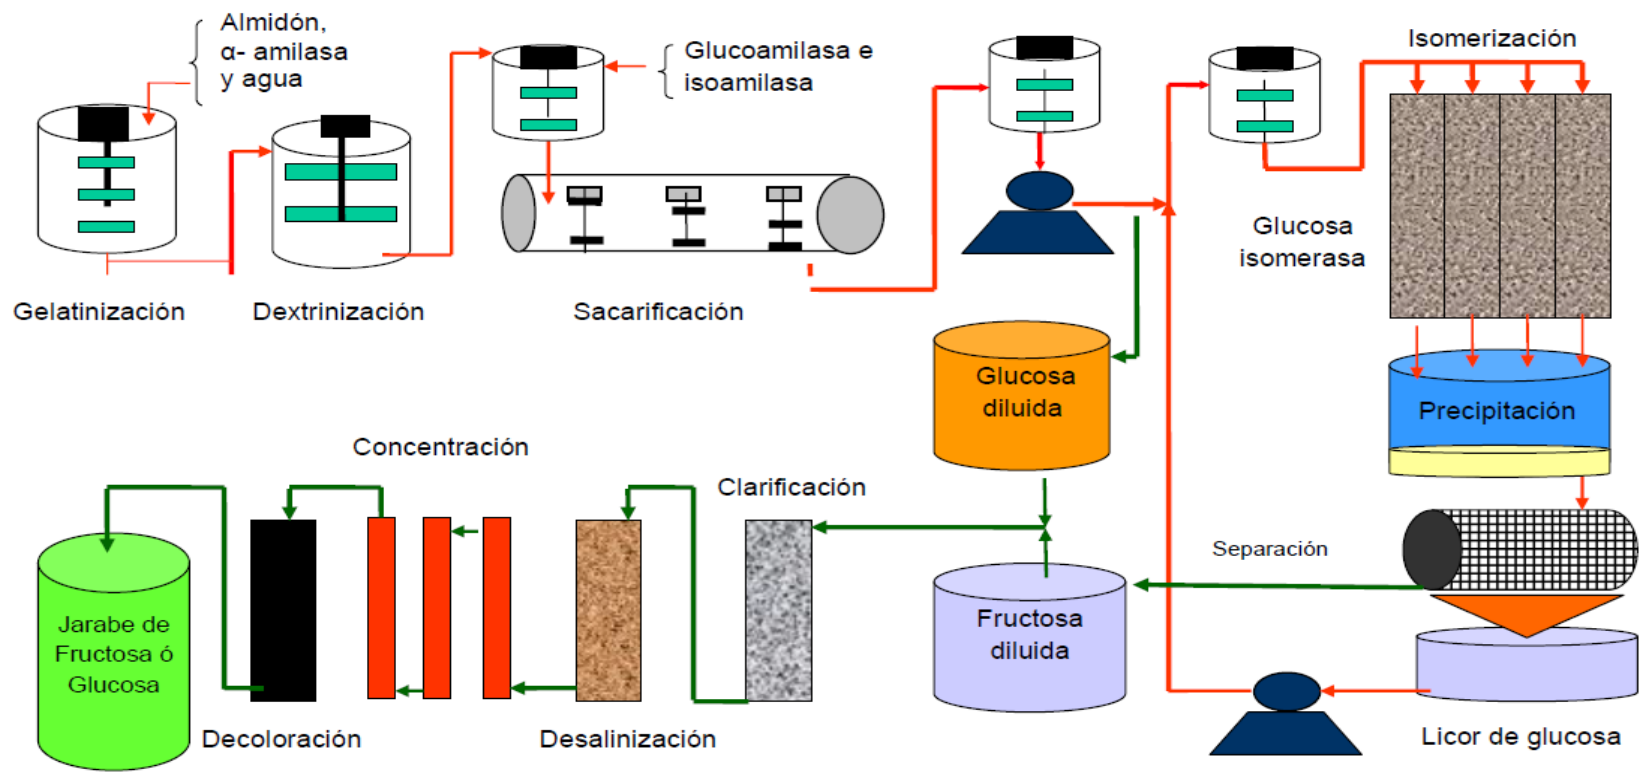 Almidón,
α- amilasa
y agua
Glucoamilasa e
isoamilasa
Isomerización
Glucosa
isomerasa
Gelatinización
Dextrinización
Sacarificación
Glucosa
diluida
Precipitación
Concentración
Clarificación
Separación
Jarabe de
Fructosa ó
Glucosa
Fructosa
diluida
Decoloración
Desalinización
Licor de glucosa